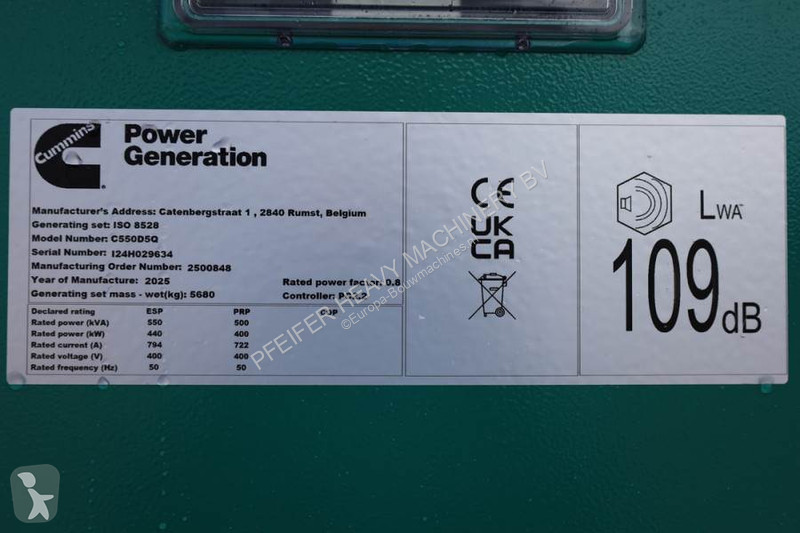 Cummins
Power
Generation
Manufacturer's Address: Catenbergstraat 1 , 2840 Rumst, Belgium
Generating set: ISO 8528
Model Number: C550D5Q
Serial Number: I24H029634
Manufacturing Order Number: 2500848
Year of Manufacture: 2025 Rated power factor: 0.8
Generating set mass - wet(kg): 5680 Controller:
Declared rating ESP PRP
Rated power (kVA) 550 500
Rated power (kW) 440 400
Rated current (A) 794 722
Rated voltage (V) 400 400
Rated frequency (Hz) 50 50
CE
UK
CA
LWA
109 dB
PFEIFER HEAVY MACHINERY BV
©Europa-Bouwmachines.